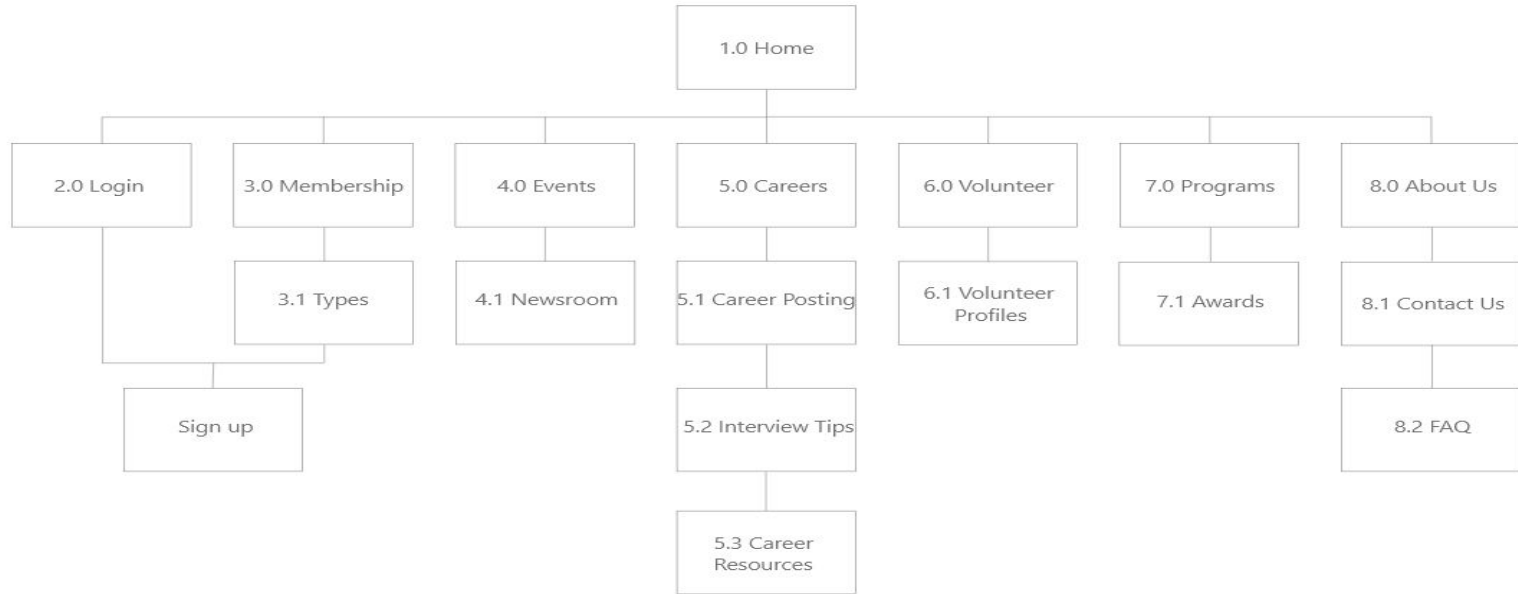 1.0 Home
2.0 Login
3.0 Membership
4.0 Events
5.0 Careers
6.0 Volunteer
7.0 Programs
8.0 About Us
3.1 Types
4.1 Newsroom
5.1 Career Posting
6.1 Volunteer
Profiles
7.1 Awards
8.1 Contact Us
Sign up
5.2 Interview Tips
8.2 FAQ
5.3 Career
Resources